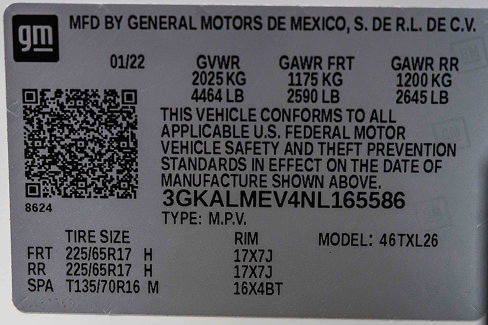 gm MFD BY GENERAL MOTORS DE MEXICO, S. DE R.L. DE C.V.
01/22 GVWR GAWR FRT GAWR RR
2025 KG 1175 KG 1200 KG
4464 LB 2590 LB 2645 LB
THIS VEHICLE CONFORMS TO ALL
APPLICABLE U.S. FEDERAL MOTOR
VEHICLE SAFETY AND THEFT PREVENTION
STANDARDS IN EFFECT ON THE DATE OF
MANUFACTURE SHOWN ABOVE.
3GKALMEV4NL165586
8624
TYPE: M.P.V.
TIRE SIZE RIM MODEL: 46TXL26
FRT 225/65R17 H 17X7J
RR 225/65R17 H 17X7J
SPA T135/70R16 M 16X4BT